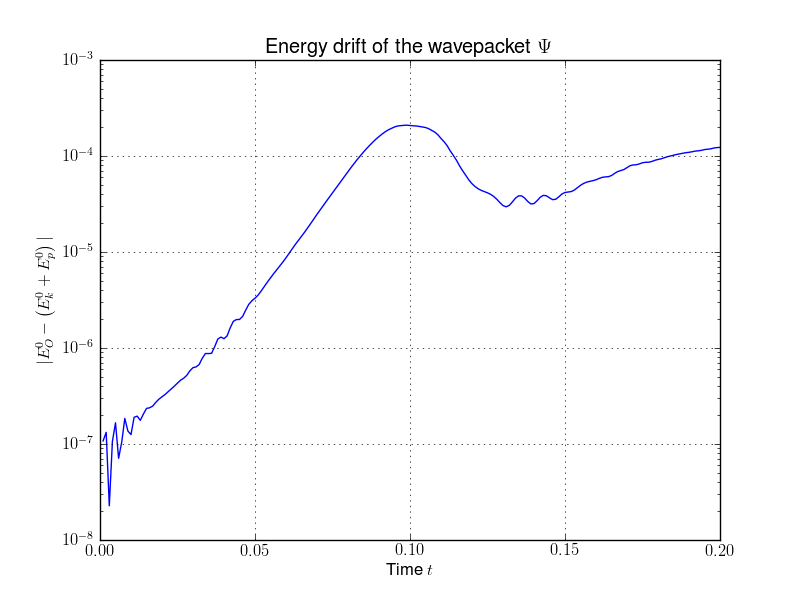 Energy drift of the wavepacket Ψ
|E_O^0 − (E_k^0 + E_p^0)|
10^{-3}
10^{-4}
10^{-5}
10^{-6}
10^{-7}
10^{-8}
0.00 0.05 0.10 0.15 0.20
Time t